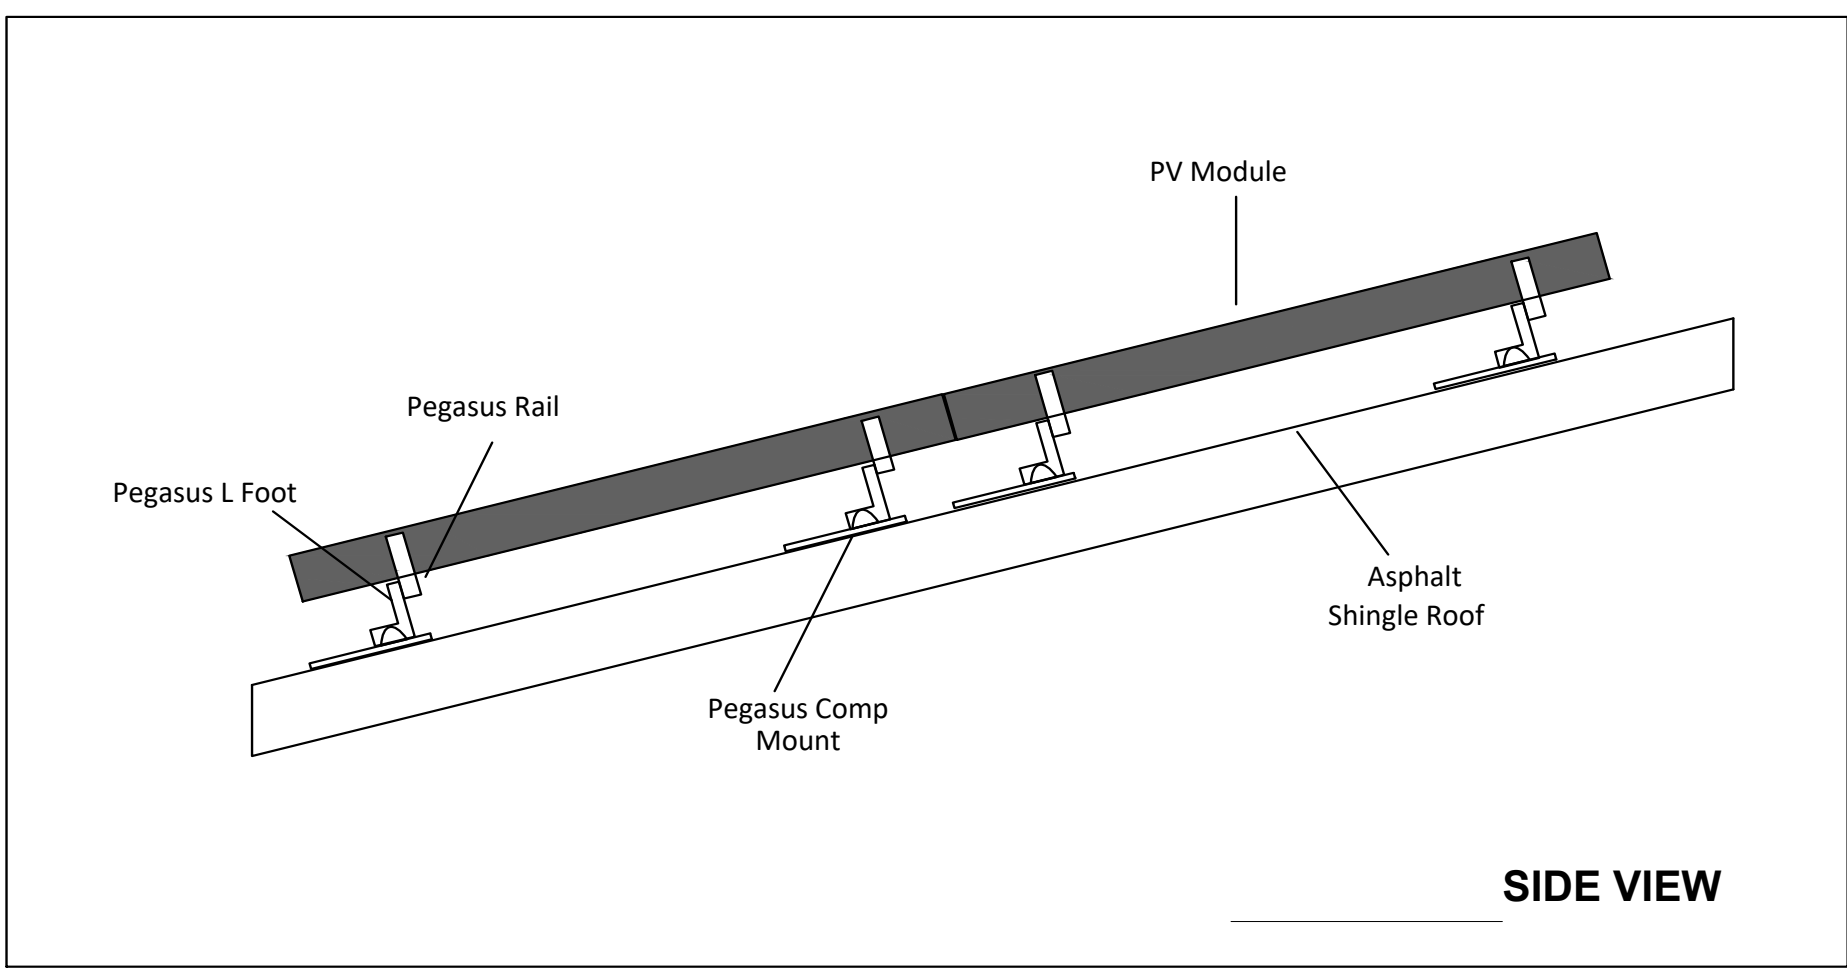 PV Module
Pegasus Rail
Pegasus L Foot
Asphalt
Shingle Roof
Pegasus Comp
Mount
SIDE VIEW